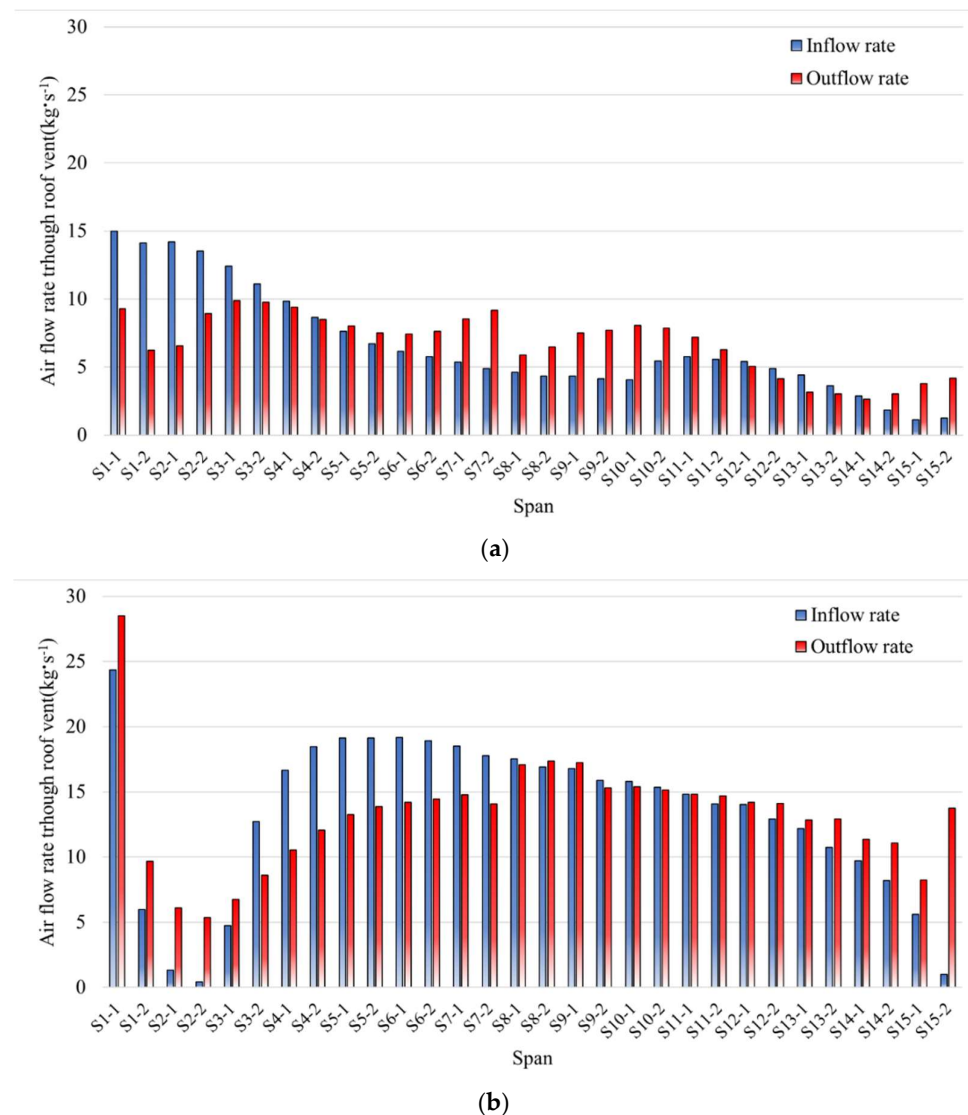 30
25
20
15
10
5
0
Air flow rate trhough roof vent(kg•s⁻¹)
Inflow rate
Outflow rate
S1-1 S1-2 S2-1 S2-2 S3-1 S3-2 S4-1 S4-2 S5-1 S5-2 S6-1 S6-2 S7-1 S7-2 S8-1 S8-2 S9-1 S9-2 S10-1 S10-2 S11-1 S11-2 S12-1 S12-2 S13-1 S13-2 S14-1 S14-2 S15-1 S15-2
Span
(a)
30
25
20
15
10
5
0
Air flow rate trhough roof vent(kg•s⁻¹)
Inflow rate
Outflow rate
S1-1 S1-2 S2-1 S2-2 S3-1 S3-2 S4-1 S4-2 S5-1 S5-2 S6-1 S6-2 S7-1 S7-2 S8-1 S8-2 S9-1 S9-2 S10-1 S10-2 S11-1 S11-2 S12-1 S12-2 S13-1 S13-2 S14-1 S14-2 S15-1 S15-2
Span
(b)